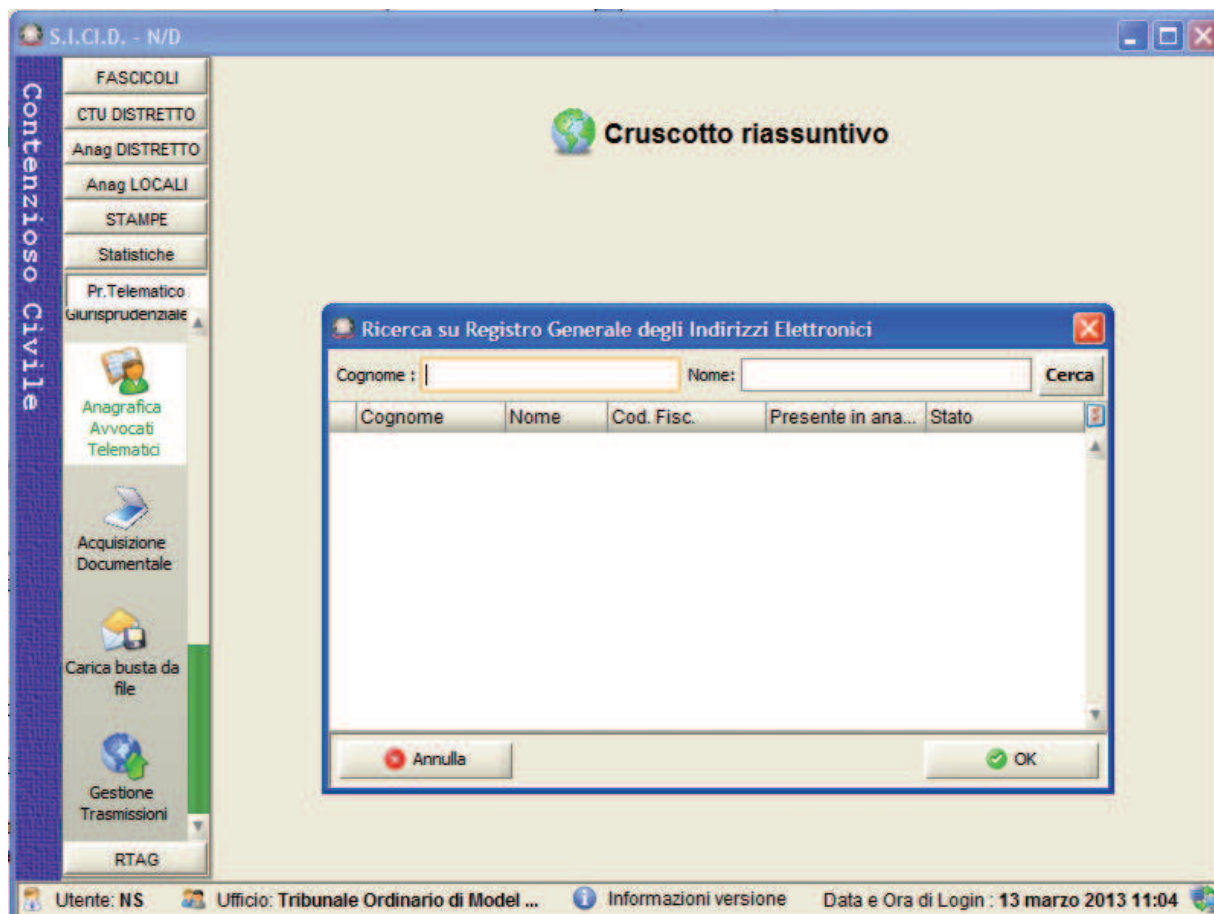 S.I.CI.D. - N/D
Contenzioso Civile
FASCICOLI
CTU DISTRETTO
Anag DISTRETTO
Anag LOCALI
STAMPE
Statistiche
Pr.Telematico
Giurisprudenziale
Anagrafica
Avvocati
Telematici
Acquisizione
Documentale
Carica busta da
file
Gestione
Trasmissioni
RTAG
Cruscotto riassuntivo
Ricerca su Registro Generale degli Indirizzi Elettronici
Cognome : Nome: Cerca
Cognome Nome Cod. Fisc. Presente in ana... Stato
Annulla OK
Utente: NS Ufficio: Tribunale Ordinario di Model ... Informazioni versione Data e Ora di Login : 13 marzo 2013 11:04